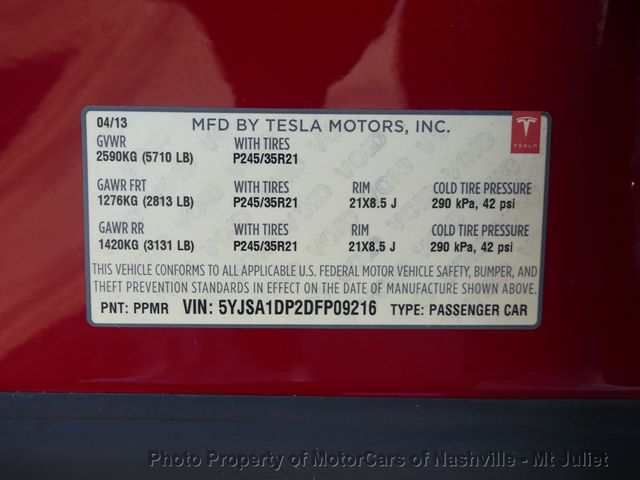 04/13 MFD BY TESLA MOTORS, INC.
TESLA
GVWR WITH TIRES
2590KG (5710 LB) P245/35R21
GAWR FRT WITH TIRES RIM COLD TIRE PRESSURE
1276KG (2813 LB) P245/35R21 21X8.5 J 290 kPa, 42 psi
GAWR RR WITH TIRES RIM COLD TIRE PRESSURE
1420KG (3131 LB) P245/35R21 21X8.5 J 290 kPa, 42 psi
THIS VEHICLE CONFORMS TO ALL APPLICABLE U.S. FEDERAL MOTOR VEHICLE SAFETY, BUMPER, AND
THEFT PREVENTION STANDARDS IN EFFECT ON THE DATE OF MANUFACTURE SHOWN ABOVE.
PNT: PPMR VIN: 5YJSA1DP2DFP09216 TYPE: PASSENGER CAR
Photo Property of MotorCars of Nashville - Mt Juliet